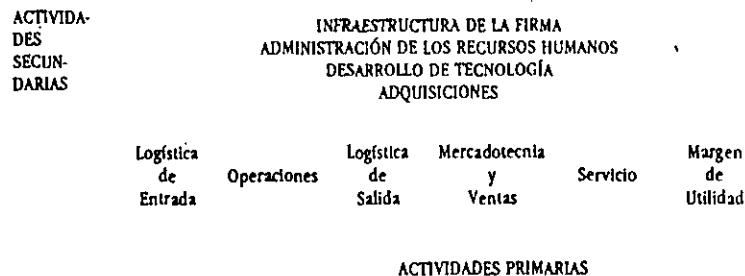 ACTIVIDA-
DES
SECUN-
DARIAS
INFRAESTRUCTURA DE LA FIRMA
ADMINISTRACIÓN DE LOS RECURSOS HUMANOS
DESARROLLO DE TECNOLOGÍA
ADQUISICIONES
Logística
de
Entrada
Operaciones
Logística
de
Salida
Mercadotecnia
y
Ventas
Servicio
Margen
de
Utilidad
ACTIVIDADES PRIMARIAS